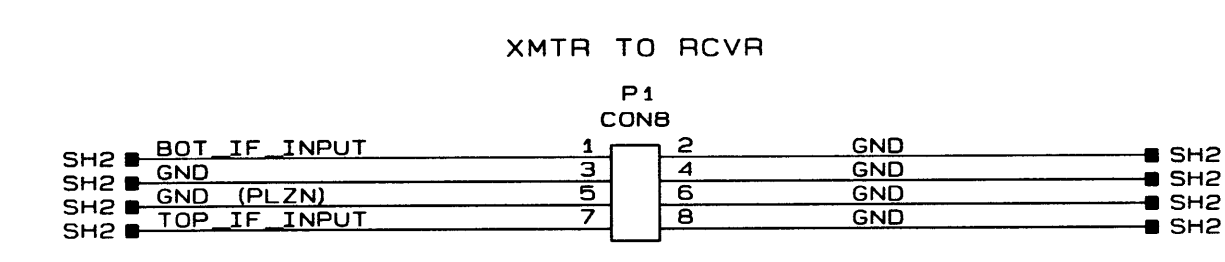 XMTR TO RCVR
P1
CON8
SH2 BOT_IF_INPUT 1 2 GND SH2
SH2 GND 3 4 GND SH2
SH2 GND (PLZN) 5 6 GND SH2
SH2 TOP_IF_INPUT 7 8 GND SH2